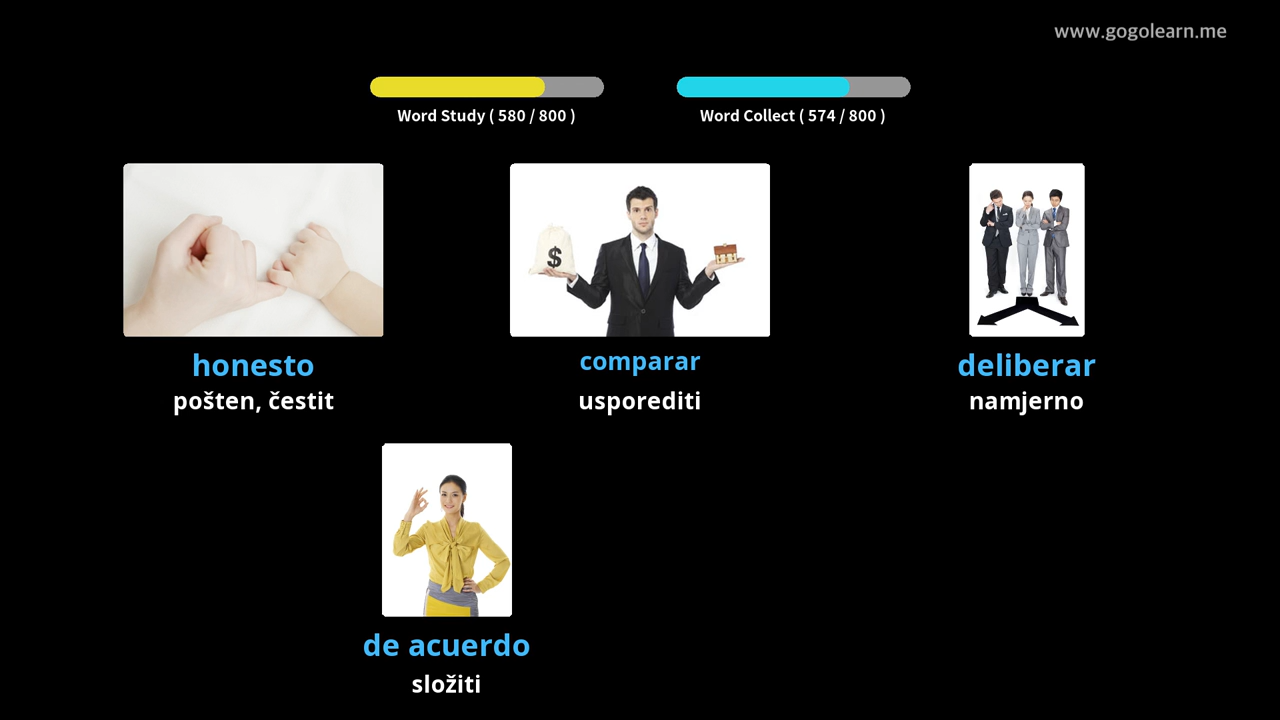 www.gogolearn.me
Word Study ( 580 / 800 )
Word Collect ( 574 / 800 )
$
honesto
pošten, čestit
comparar
usporediti
deliberar
namjerno
de acuerdo
složiti